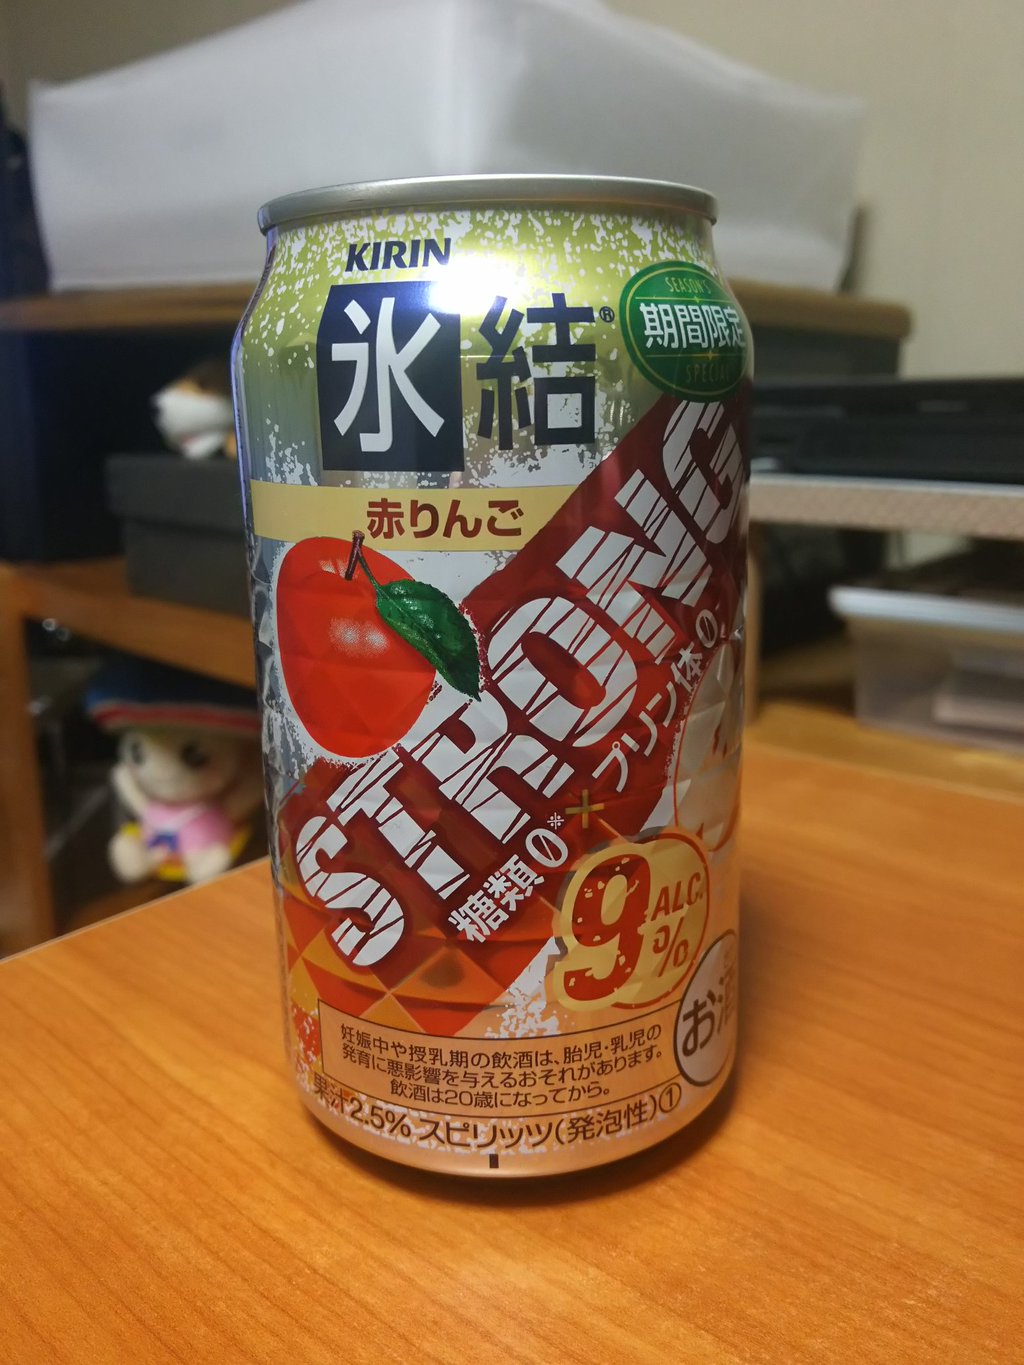 KIRIN
氷結®
SEASON'S
期間限定
SPECIAL
赤りんご
STRONG
糖類0※+プリン体0
9%
ALC.
お酒
妊娠中や授乳期の飲酒は、胎児・乳児の
発育に悪影響を与えるおそれがあります。
飲酒は20歳になってから。
果汁2.5% スピリッツ(発泡性)①